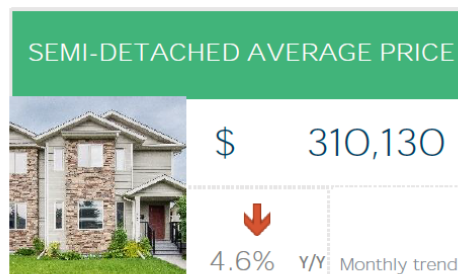 SEMI-DETACHED AVERAGE PRICE
$ 310,130
4.6% Y/Y Monthly trend